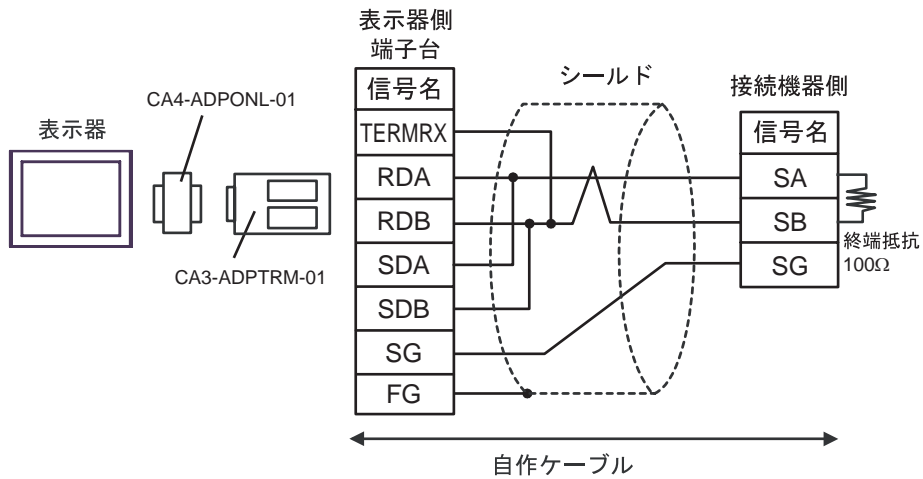 表示器側
端子台
信号名
TERMRX
RDA
RDB
SDA
SDB
SG
FG
シールド
接続機器側
信号名
SA
SB
SG
終端抵抗
100Ω
表示器
CA4-ADPONL-01
CA3-ADPTRM-01
自作ケーブル